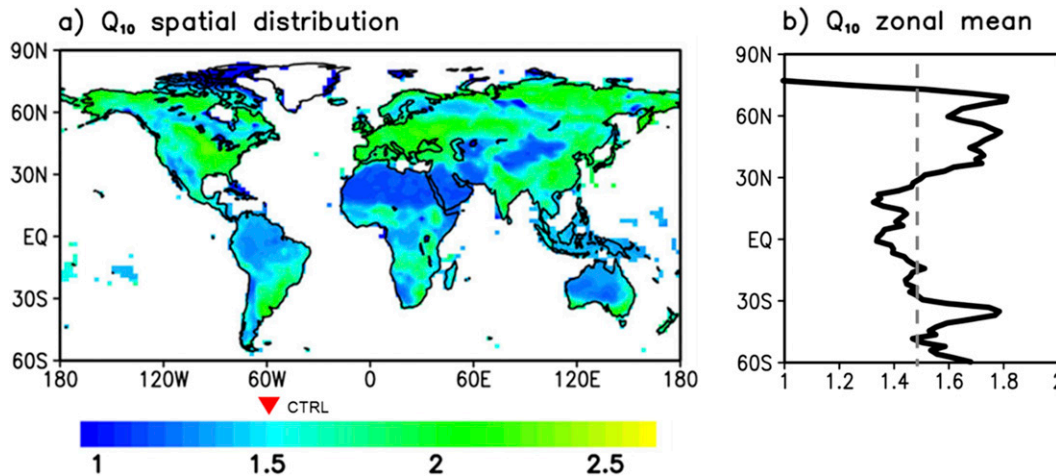 a) Q₁₀ spatial distribution
90N
60N
30N
EQ
30S
60S
180 120W 60W 0 60E 120E 180
CTRL
1 1.5 2 2.5
b) Q₁₀ zonal mean
90N
60N
30N
EQ
30S
60S
1 1.2 1.4 1.6 1.8 2